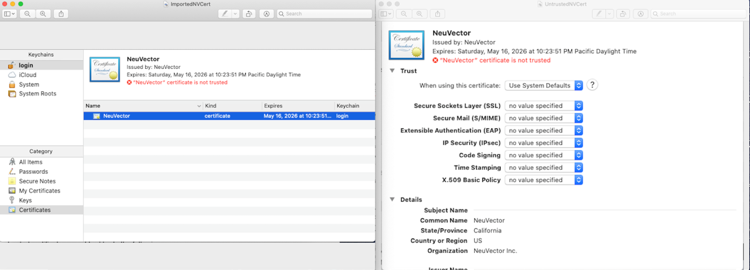 ImportedNVCert
Search
Keychains
login
iCloud
System
System Roots
Certificate
Standard
NeuVector
Issued by: NeuVector
Expires: Saturday, May 16, 2026 at 10:23:51 PM Pacific Daylight Time
"NeuVector" certificate is not trusted
Name Kind Expires Keychain
NeuVector certificate May 16, 2026 at 10:23:51... login
Category
All Items
Passwords
Secure Notes
My Certificates
Keys
Certificates
UntrustedNVCert
Search
Certificate
Standard
NeuVector
Issued by: NeuVector
Expires: Saturday, May 16, 2026 at 10:23:51 PM Pacific Daylight Time
"NeuVector" certificate is not trusted
Trust
When using this certificate: Use System Defaults ?
Secure Sockets Layer (SSL) no value specified
Secure Mail (S/MIME) no value specified
Extensible Authentication (EAP) no value specified
IP Security (IPsec) no value specified
Code Signing no value specified
Time Stamping no value specified
X.509 Basic Policy no value specified
Details
Subject Name
Common Name NeuVector
State/Province California
Country or Region US
Organization NeuVector Inc.